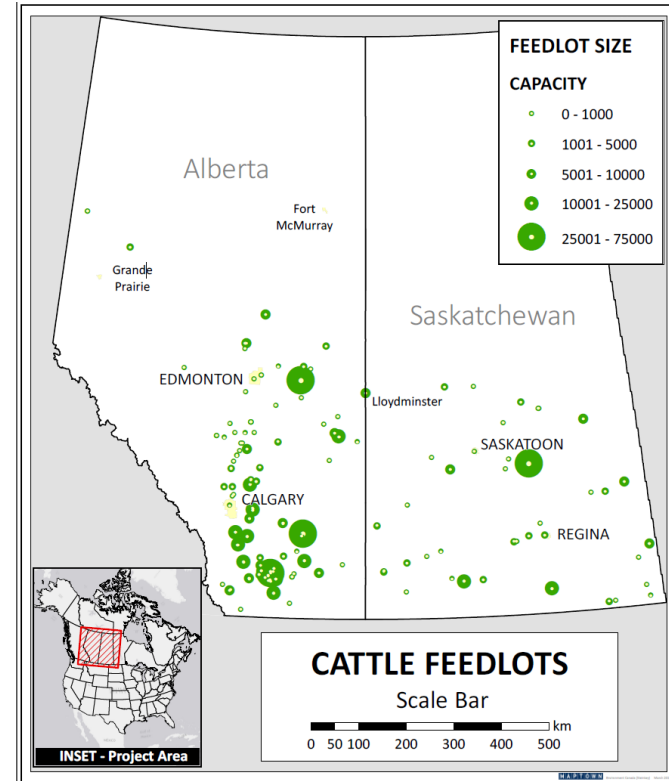 FEEDLOT SIZE
CAPACITY
0 - 1000
1001 - 5000
5001 - 10000
10001 - 25000
25001 - 75000
Alberta
Fort
McMurray
Grande
Prairie
Saskatchewan
EDMONTON
Lloydminster
SASKATOON
CALGARY
REGINA
CATTLE FEEDLOTS
Scale Bar
km
0 50 100 200 300 400 500
INSET - Project Area
MAPTOWN